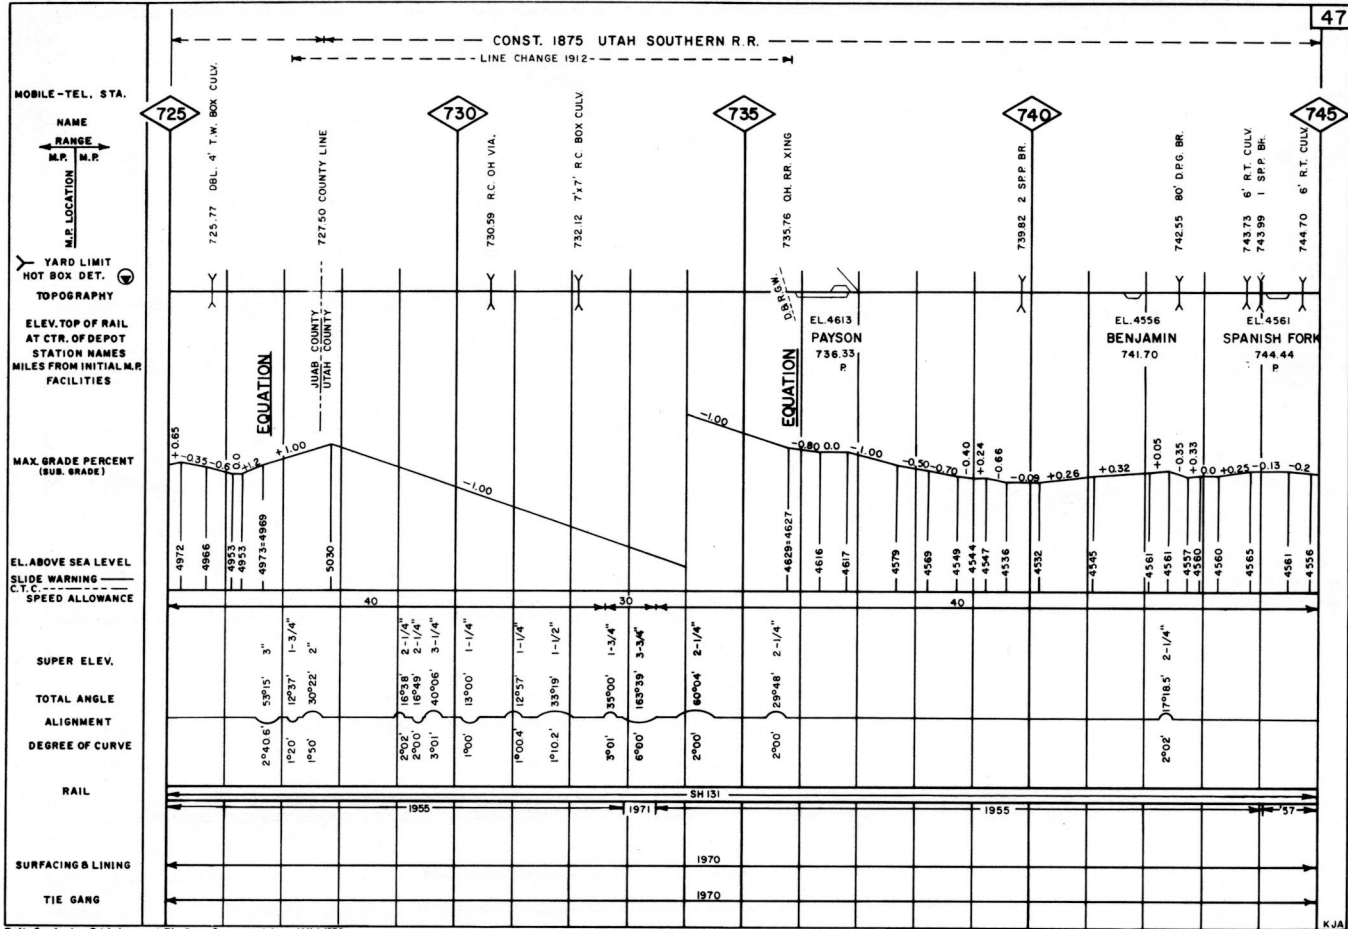 47
CONST. 1875 UTAH SOUTHERN R.R.
LINE CHANGE 1912
MOBILE-TEL. STA.
NAME
RANGE
M.P. M.P.
M.P. LOCATION
725
730
735
740
745
725.77 DBL. 4' T.W. BOX CULV.
727.50 COUNTY LINE
730.59 R.C. OH VIA.
732.12 7'x7' R.C. BOX CULV.
735.76 O.H. R.R. XING
739.82 2 SP.P. BR.
742.55 80' D.P.G. BR.
743.73 6' R.T. CULV.
743.99 1 SP.P. BR.
744.70 6' R.T. CULV.
YARD LIMIT
HOT BOX DET.
TOPOGRAPHY
D.&R.G.W.
ELEV. TOP OF RAIL
AT CTR. OF DEPOT
STATION NAMES
MILES FROM INITIAL M.P.
FACILITIES
JUAB COUNTY
UTAH COUNTY
EQUATION
EQUATION
EL. 4613
PAYSON
736.33
P.
EL. 4556
BENJAMIN
741.70
EL. 4561
SPANISH FORK
744.44
P
MAX. GRADE PERCENT
(SUB. GRADE)
+0.65 -0.35 -0.6 0.0 +1.2 +1.00 -1.00 -1.00 -0.80 0.0 -1.00 -0.50 -0.70 -0.40 +0.24 -0.66 -0.09 +0.26 +0.32 +0.05 -0.35 +0.33 +0.0 +0.25 -0.13 -0.2
EL. ABOVE SEA LEVEL
4972 4966 4953 4953 4973=4969 5030 4629=4627 4616 4617 4579 4569 4549 4544 4547 4536 4532 4545 4561 4561 4557 4560 4560 4565 4561 4556
SLIDE WARNING
C.T.C.
SPEED ALLOWANCE
40 30 40
SUPER ELEV.
3" 1-3/4" 2" 2-1/4" 2-1/4" 3-1/4" 1-1/4" 1-1/4" 1-1/2" 1-3/4" 3-3/4" 2-1/4" 2-1/4" 2-1/4"
TOTAL ANGLE
53°15' 12°37' 30°22' 16°38' 16°49' 40°06' 13°00' 12°57' 33°19' 35°00' 163°39' 60°04' 29°48' 17°18.5'
ALIGNMENT
DEGREE OF CURVE
2°40.6' 1°20' 1°50' 2°02' 2°00' 3°01' 1°00' 1°00.4' 1°10.2' 3°01' 6°00' 2°00' 2°00' 2°02'
RAIL
SH 131
1955 1971 1955 '57
SURFACING & LINING
1970
TIE GANG
1970
KJA